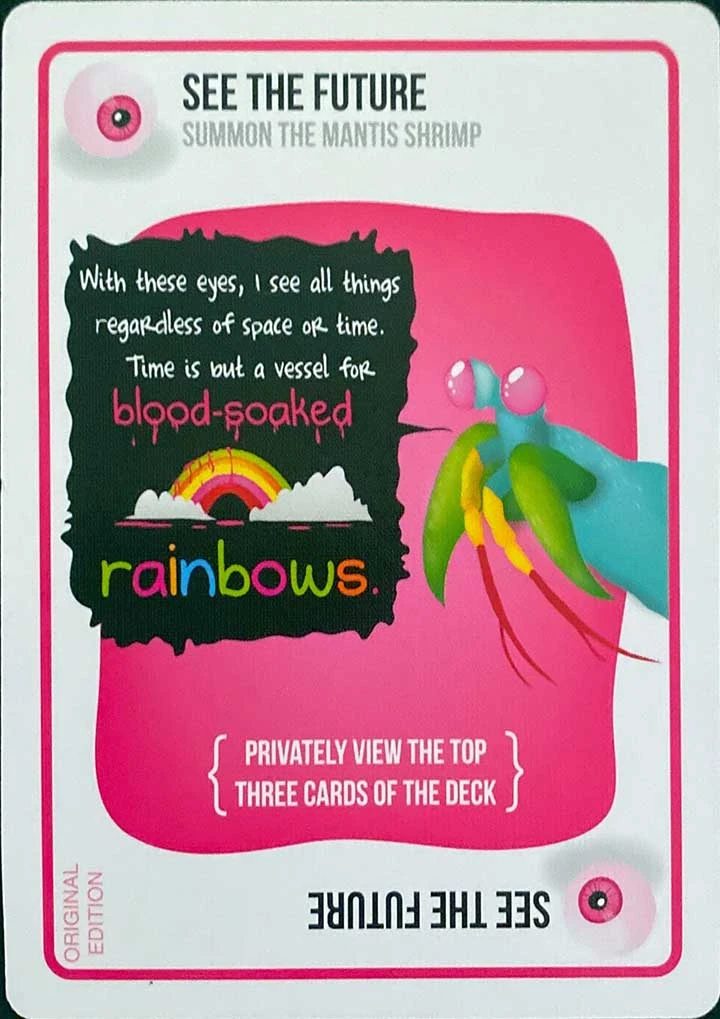 SEE THE FUTURE
SUMMON THE MANTIS SHRIMP
With these eyes, I see all things
regardless of space or time.
Time is but a vessel for
blood-soaked
rainbows.
{ PRIVATELY VIEW THE TOP
THREE CARDS OF THE DECK }
ORIGINAL
EDITION
SEE THE FUTURE